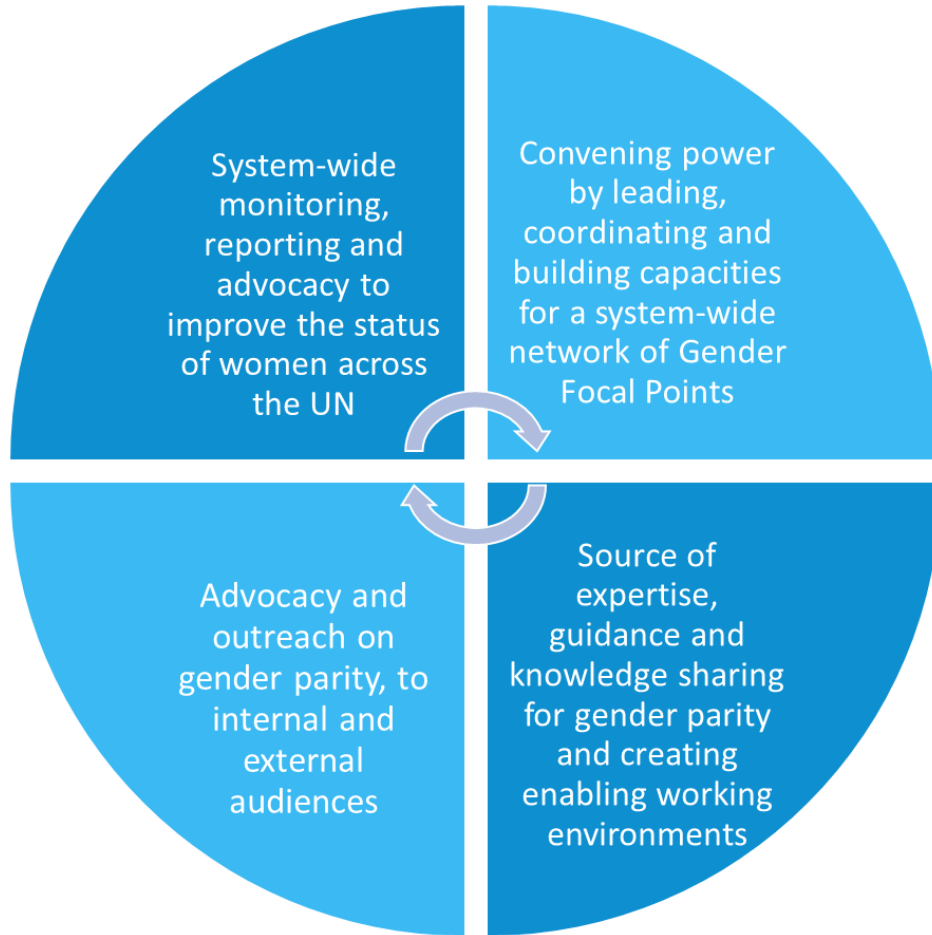 System-wide
monitoring,
reporting and
advocacy to
improve the status
of women across
the UN
Convening power
by leading,
coordinating and
building capacities
for a system-wide
network of Gender
Focal Points
Advocacy and
outreach on
gender parity, to
internal and
external
audiences
Source of
expertise,
guidance and
knowledge sharing
for gender parity
and creating
enabling working
environments